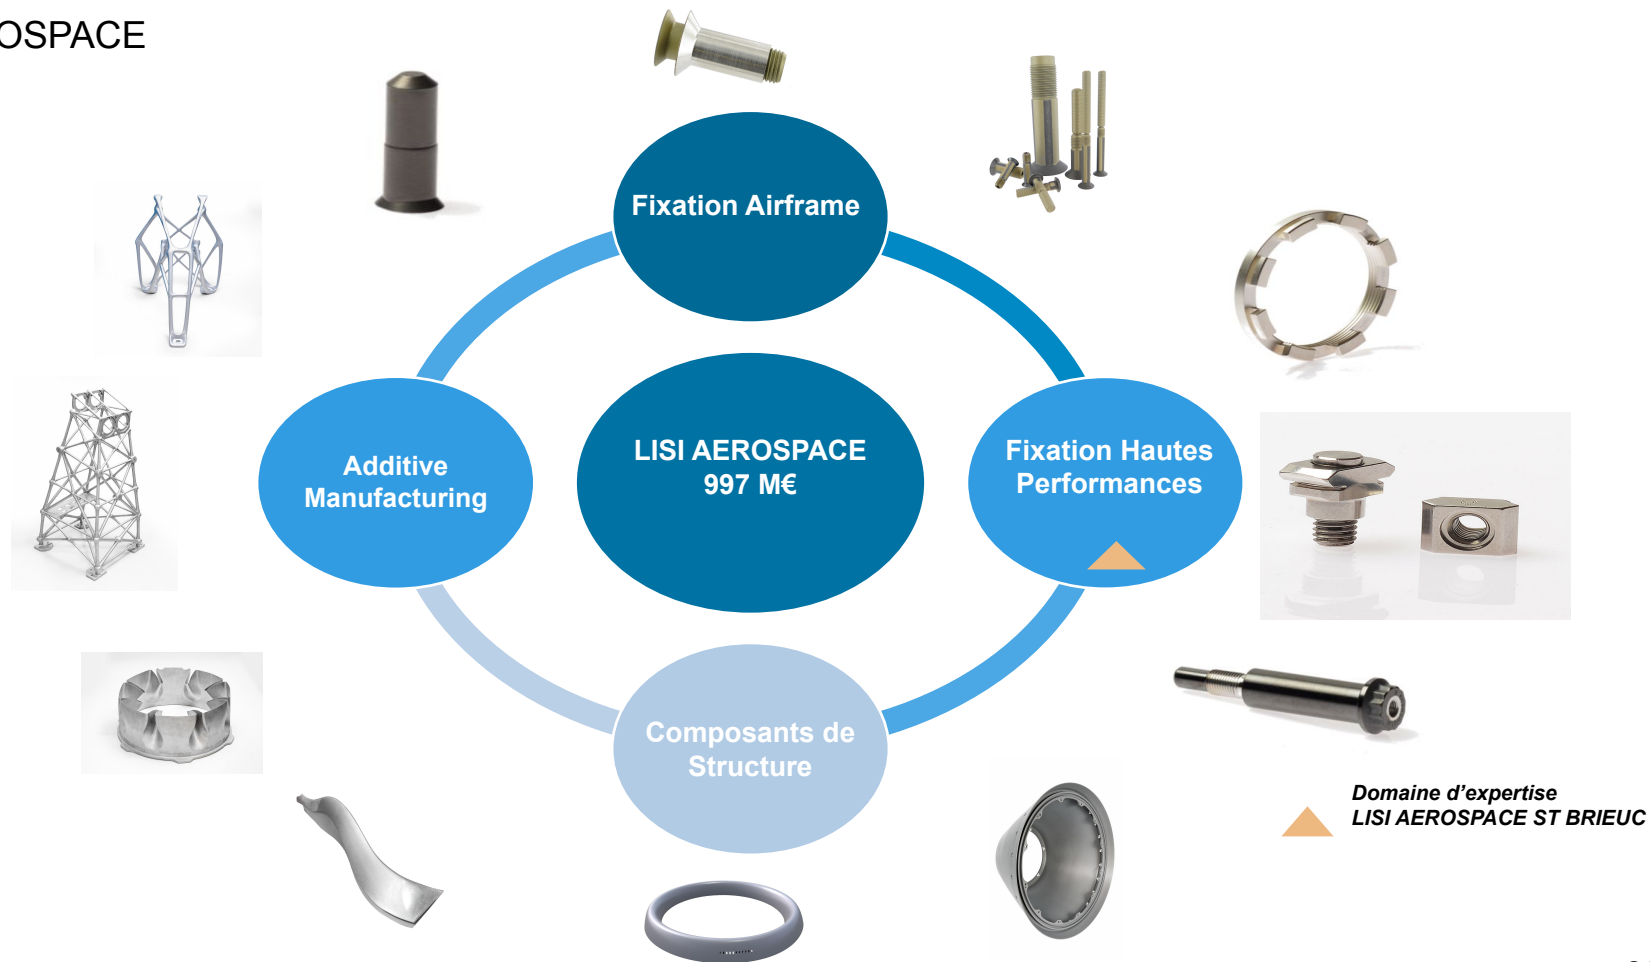 OSPACE
Fixation Airframe
LISI AEROSPACE
997 M€
Fixation Hautes
Performances
Additive
Manufacturing
Composants de
Structure
Domaine d’expertise
LISI AEROSPACE ST BRIEUC